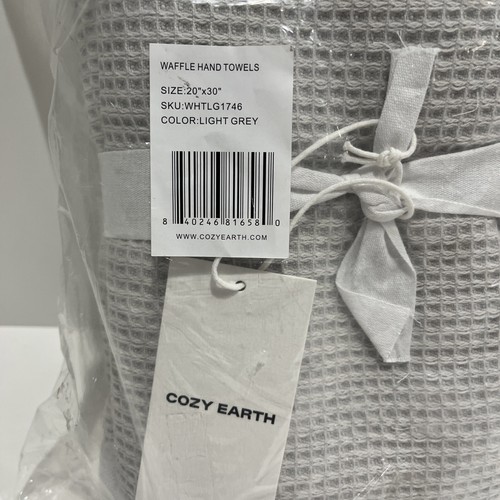 WAFFLE HAND TOWELS
SIZE:20"x30"
SKU:WHTLG1746
COLOR:LIGHT GREY
8 40246 81658 0
WWW.COZYEARTH.COM
COZY EARTH